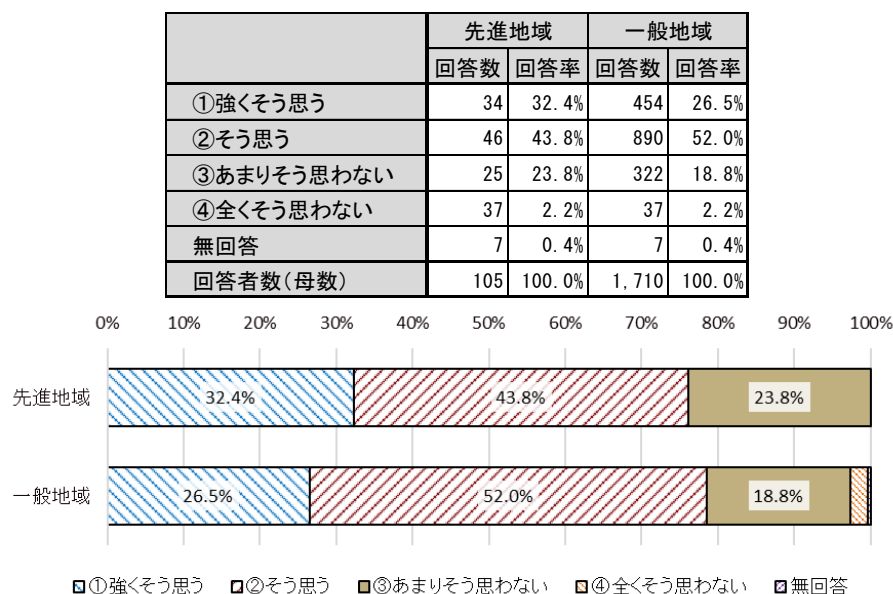 先進地域 一般地域
回答数 回答率 回答数 回答率
①強くそう思う 34 32.4% 454 26.5%
②そう思う 46 43.8% 890 52.0%
③あまりそう思わない 25 23.8% 322 18.8%
④全くそう思わない 37 2.2% 37 2.2%
無回答 7 0.4% 7 0.4%
回答者数(母数) 105 100.0% 1,710 100.0%
0% 10% 20% 30% 40% 50% 60% 70% 80% 90% 100%
先進地域 32.4% 43.8% 23.8%
一般地域 26.5% 52.0% 18.8%
①強くそう思う ②そう思う ③あまりそう思わない ④全くそう思わない 無回答